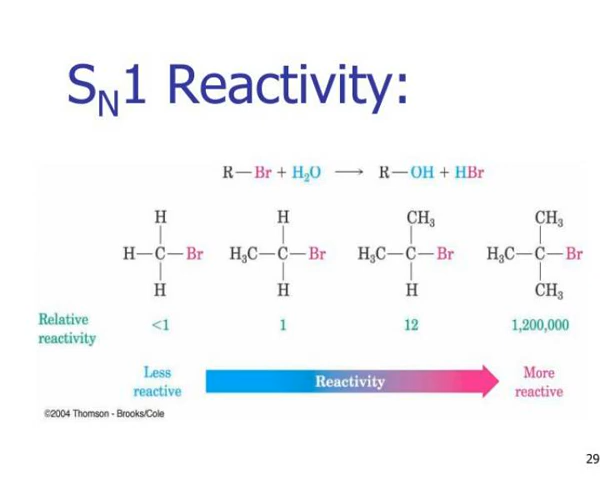 S_N1 Reactivity:
R—Br + H₂O ⟶ R—OH + HBr
H H CH₃ CH₃
H—C—Br H₃C—C—Br H₃C—C—Br H₃C—C—Br
H H H CH₃
Relative reactivity <1 1 12 1,200,000
Less reactive Reactivity More reactive
©2004 Thomson - Brooks/Cole
29